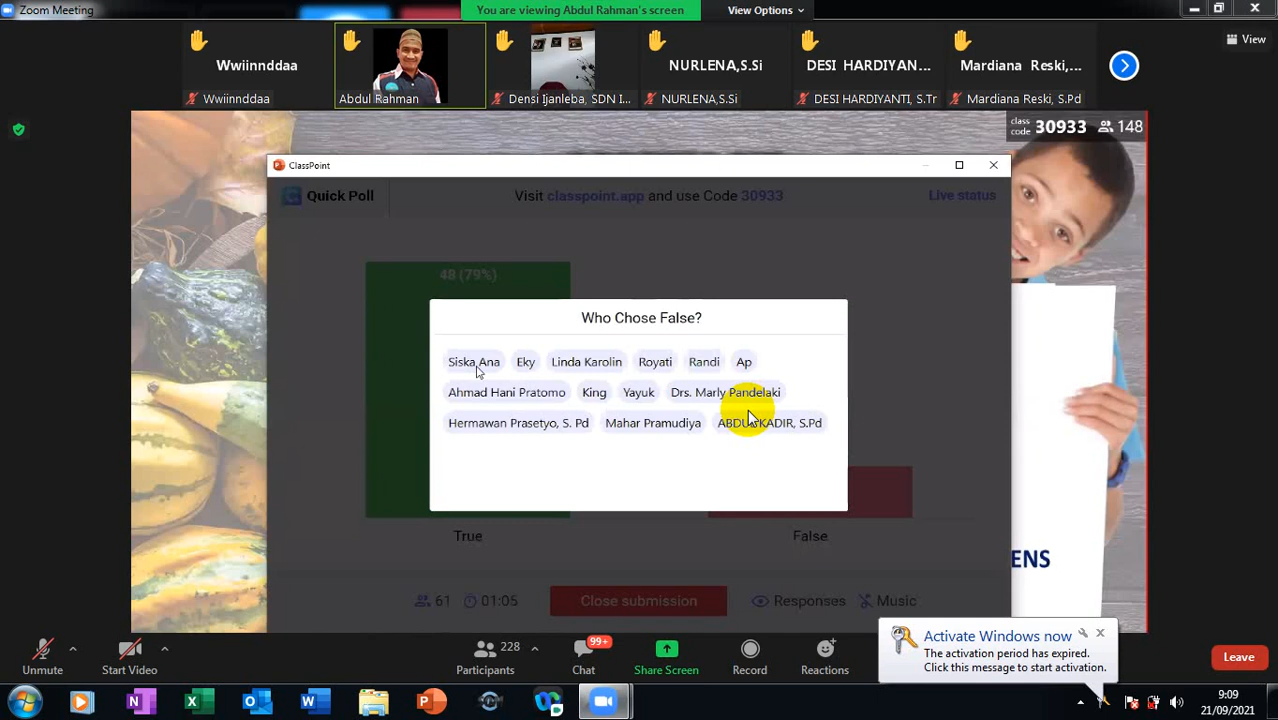 Zoom Meeting
You are viewing Abdul Rahman's screen
View Options
Wwiinnddaa
NURLENA,S.Si
DESI HARDIYAN...
Mardiana Reski,...
View
Wwiinnddaa
Abdul Rahman
Densi Ijanleba, SDN I...
NURLENA,S.Si
DESI HARDIYANTI, S.Tr
Mardiana Reski, S.Pd
class code 30933 148
ClassPoint
Quick Poll
Visit classpoint.app and use Code 30933
Live status
48 (79%)
Who Chose False?
Siska Ana Eky Linda Karolin Royati Randi Ap
Ahmad Hani Pratomo King Yayuk Drs. Marly Pandelaki
Hermawan Prasetyo, S. Pd Mahar Pramudiya ABDUL KADIR, S.Pd
True
False
ENS
61 01:05 Close submission Responses Music
Activate Windows now
The activation period has expired.
Click this message to start activation.
Unmute
Start Video
228
Participants
99+
Chat
Share Screen
Record
Reactions
Leave
9:09
21/09/2021